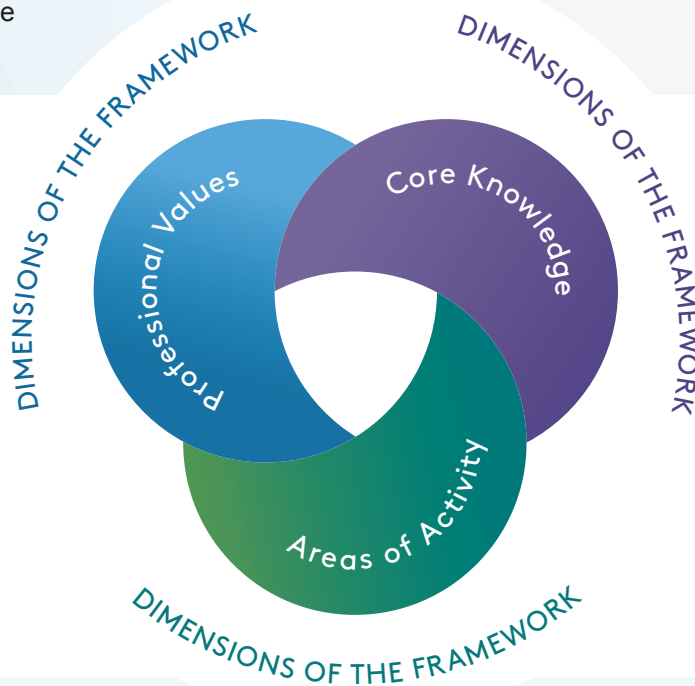 e
DIMENSIONS OF THE FRAMEWORK
DIMENSIONS OF THE FRAMEWORK
Professional Values
Core Knowledge
Areas of Activity
DIMENSIONS OF THE FRAMEWORK